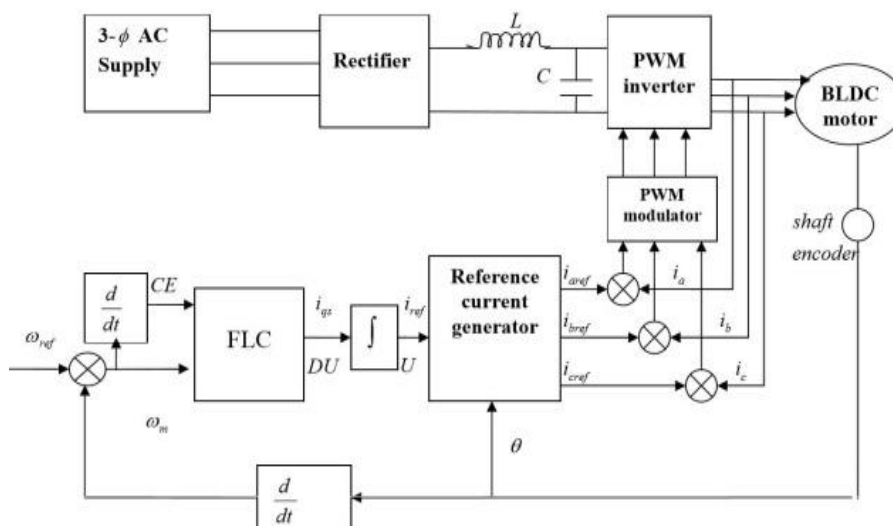 3-ϕ AC
Supply
Rectifier
L
C
PWM
inverter
BLDC
motor
PWM
modulator
shaft
encoder
d
dt
CE
FLC
i_qs
DU
∫
i_ref
U
Reference
current
generator
i_aref
i_bref
i_cref
i_a
i_b
i_c
ω_ref
ω_m
θ
d
dt